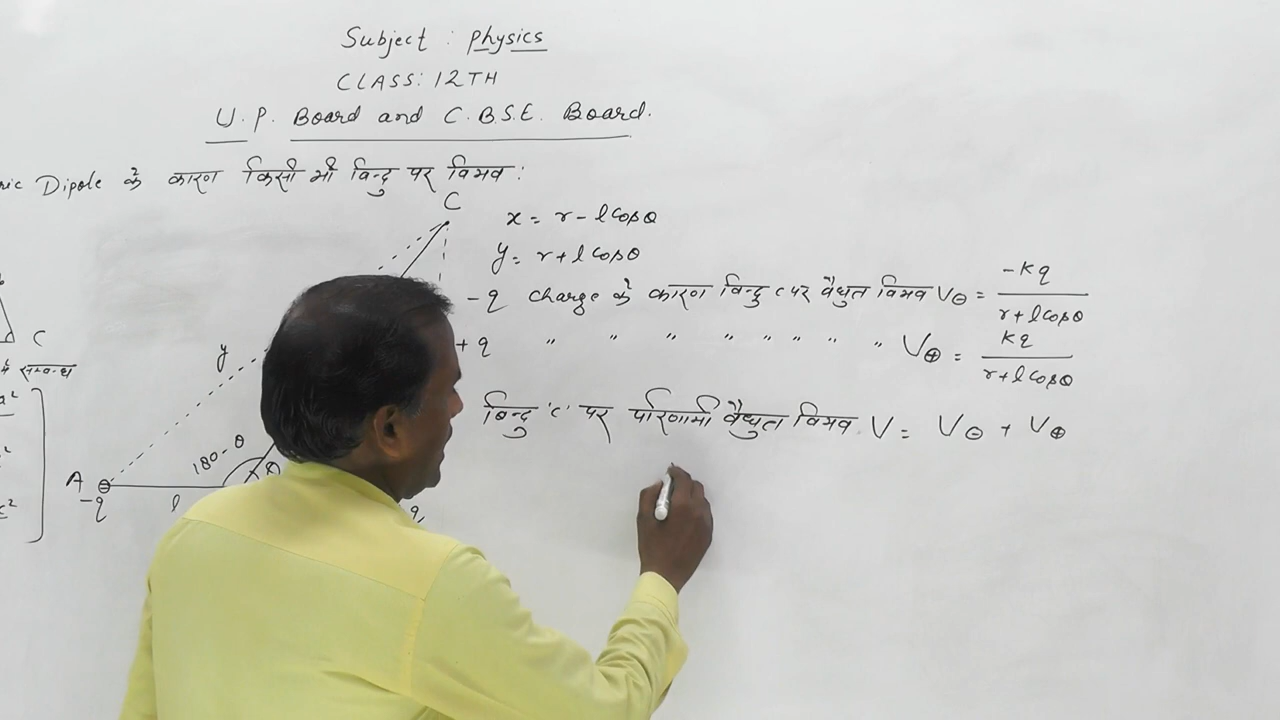 Subject : Physics
CLASS: 12TH
U.P. Board and C.B.S.E. Board.
Dipole के कारण किसी भी बिन्दु पर विभव :
C
x = r - l cosθ
y = r + l cosθ
- q charge के कारण बिन्दु C पर वैधुत विभव V⊖ = -kq / r + l cosθ
+ q " " " " " " " " V⊕ = kq / r + l cosθ
C
y
बिन्दु 'C' पर परिणामी वैधुत विभव V = V⊖ + V⊕
180 - θ
θ
A ⊖
-q
l
q